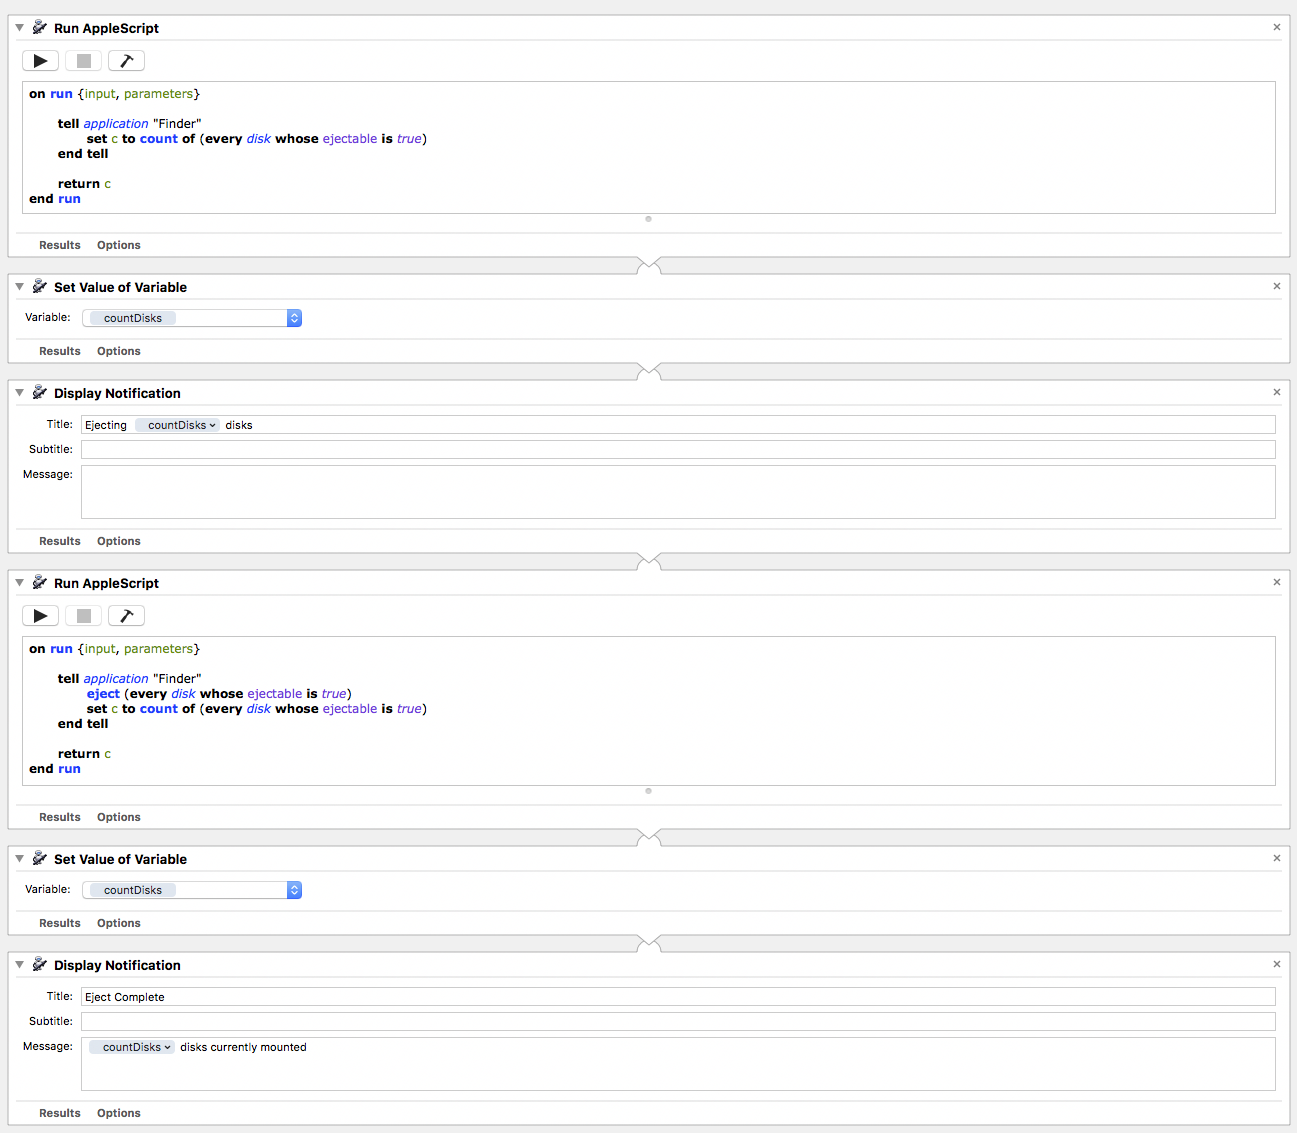 Run AppleScript
on run {input, parameters}
tell application "Finder"
set c to count of (every disk whose ejectable is true)
end tell
return c
end run
Results Options
Set Value of Variable
Variable: countDisks
Results Options
Display Notification
Title: Ejecting countDisks disks
Subtitle:
Message:
Results Options
Run AppleScript
on run {input, parameters}
tell application "Finder"
eject (every disk whose ejectable is true)
set c to count of (every disk whose ejectable is true)
end tell
return c
end run
Results Options
Set Value of Variable
Variable: countDisks
Results Options
Display Notification
Title: Eject Complete
Subtitle:
Message: countDisks disks currently mounted
Results Options